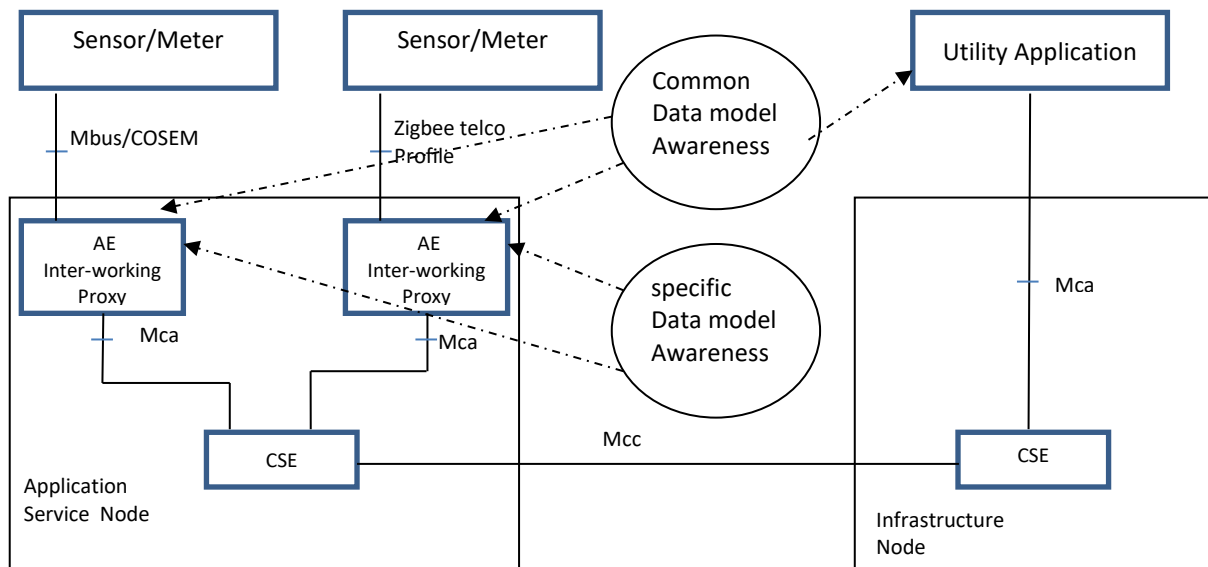 Sensor/Meter
Sensor/Meter
Utility Application
Common
Data model
Awareness
Mbus/COSEM
Zigbee telco
Profile
AE
Inter-working
Proxy
AE
Inter-working
Proxy
specific
Data model
Awareness
Mca
Mca
Mca
Mcc
CSE
CSE
Application
Service Node
Infrastructure
Node